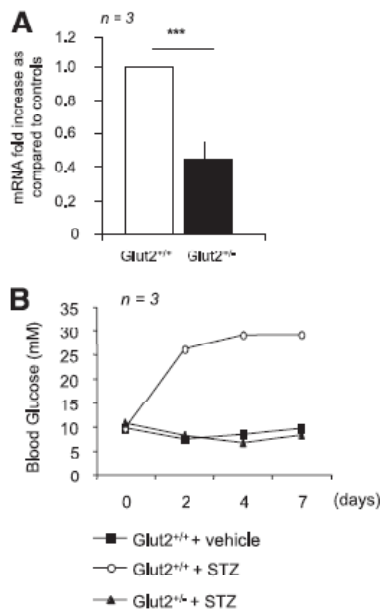 A
n = 3
***
mRNA fold increase as
compared to controls
1.2
1.0
0.8
0.6
0.4
0.2
0
Glut2+/+ Glut2+/-
B
n = 3
Blood Glucose (mM)
35
30
25
20
15
10
5
0
0 2 4 7 (days)
Glut2+/+ + vehicle
Glut2+/+ + STZ
Glut2+/- + STZ